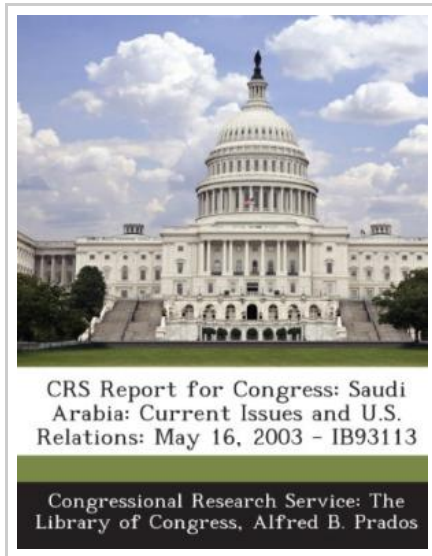 CRS Report for Congress: Saudi
Arabia: Current Issues and U.S.
Relations: May 16, 2003 - IB93113
Congressional Research Service: The
Library of Congress, Alfred B. Prados